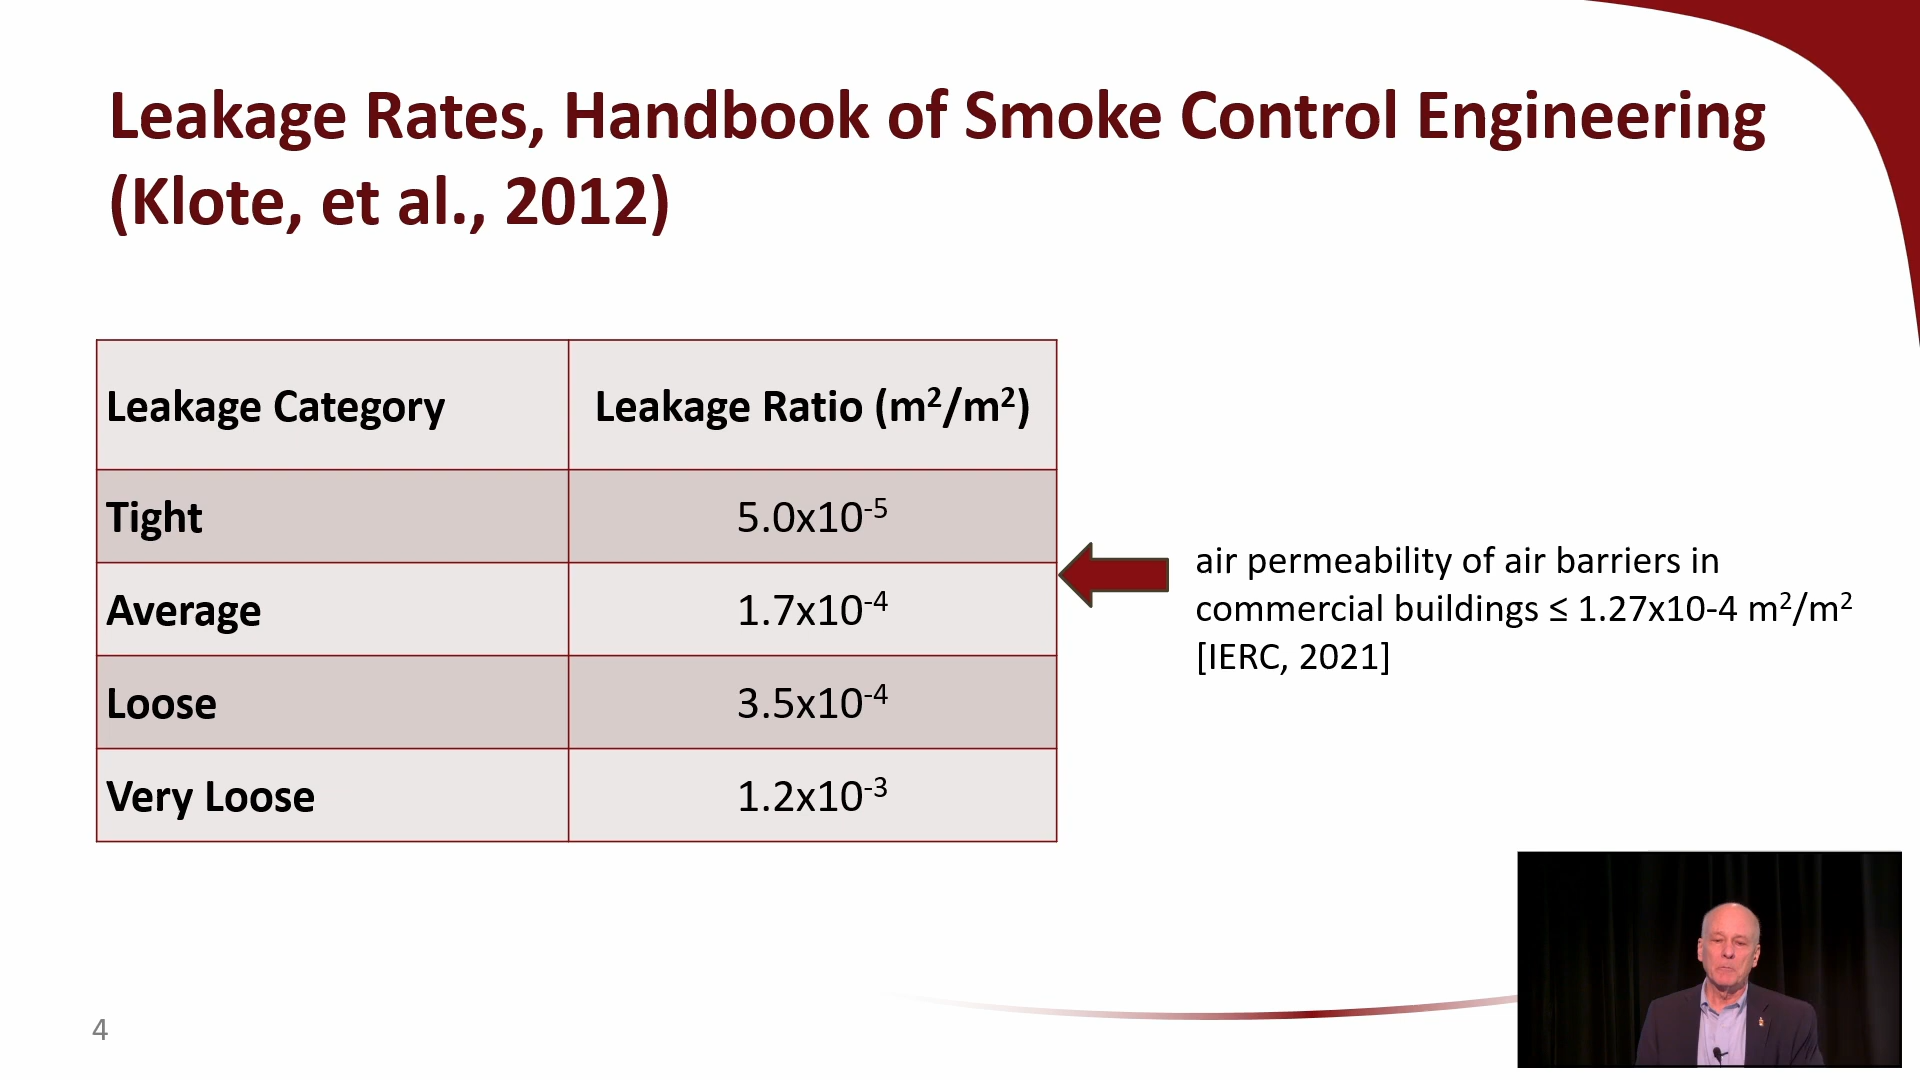 Leakage Rates, Handbook of Smoke Control Engineering
(Klote, et al., 2012)
Leakage Category Leakage Ratio (m²/m²)
Tight 5.0x10⁻⁵
Average 1.7x10⁻⁴
Loose 3.5x10⁻⁴
Very Loose 1.2x10⁻³
air permeability of air barriers in
commercial buildings ≤ 1.27x10-4 m²/m²
[IERC, 2021]
4